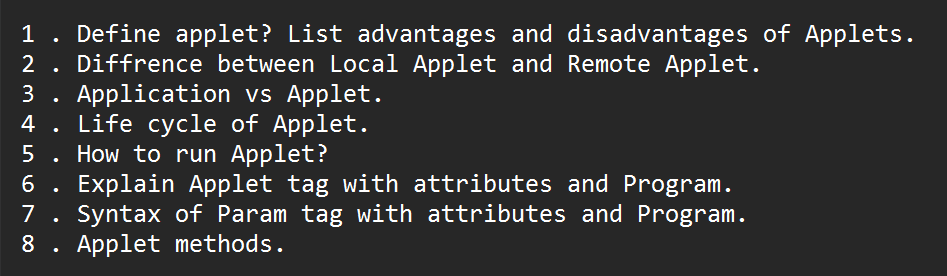 1 . Define applet? List advantages and disadvantages of Applets.
2 . Diffrence between Local Applet and Remote Applet.
3 . Application vs Applet.
4 . Life cycle of Applet.
5 . How to run Applet?
6 . Explain Applet tag with attributes and Program.
7 . Syntax of Param tag with attributes and Program.
8 . Applet methods.